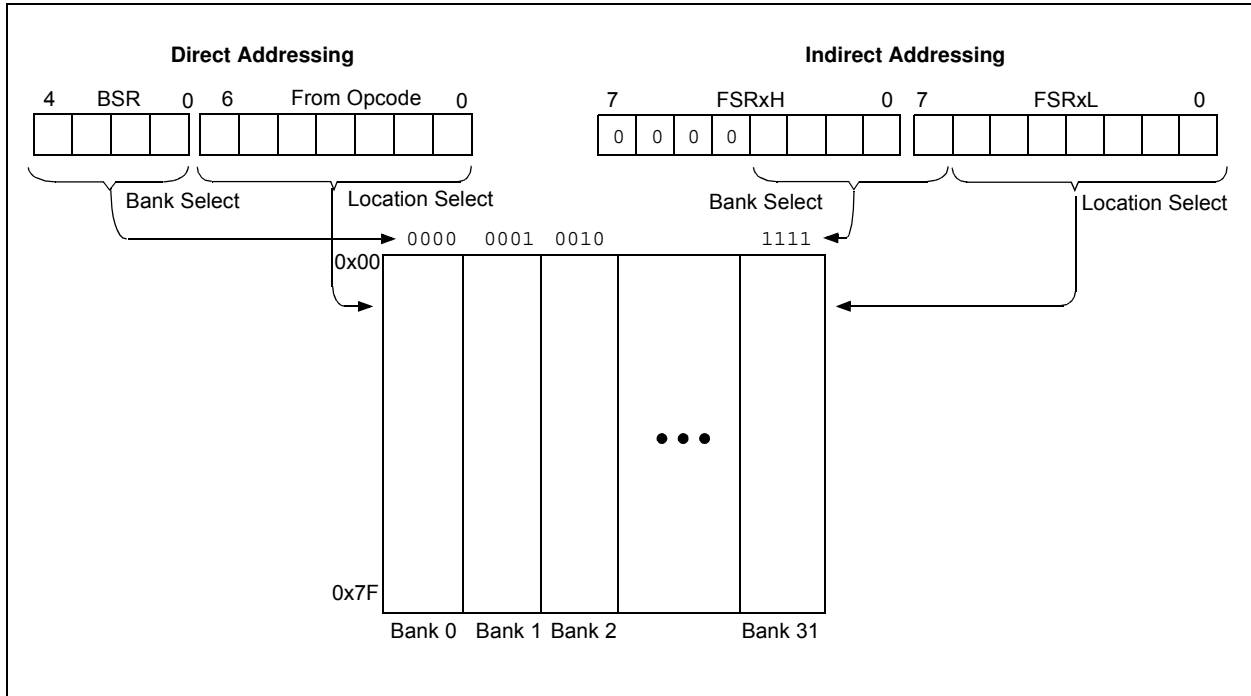 Direct Addressing
Indirect Addressing
4 BSR 0 6 From Opcode 0
7 FSRxH 0 7 FSRxL 0
0 0 0 0
Bank Select
Location Select
Bank Select
Location Select
0000 0001 0010 1111
0x00
0x7F
Bank 0 Bank 1 Bank 2 Bank 31